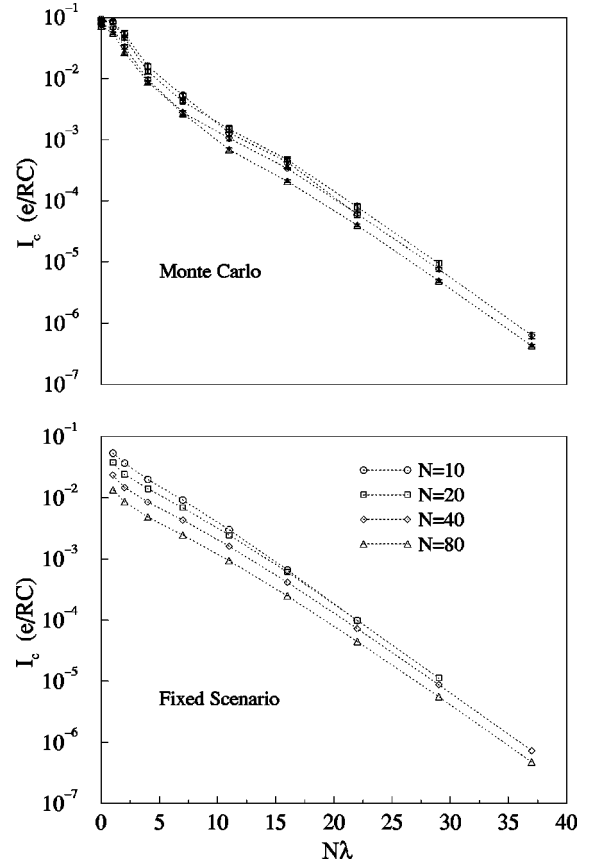 10⁻¹
10⁻²
10⁻³
10⁻⁴
10⁻⁵
10⁻⁶
10⁻⁷
I_c (e/RC)
Monte Carlo
10⁻¹
10⁻²
10⁻³
10⁻⁴
10⁻⁵
10⁻⁶
10⁻⁷
I_c (e/RC)
N=10
N=20
N=40
N=80
Fixed Scenario
0 5 10 15 20 25 30 35 40
Nλ